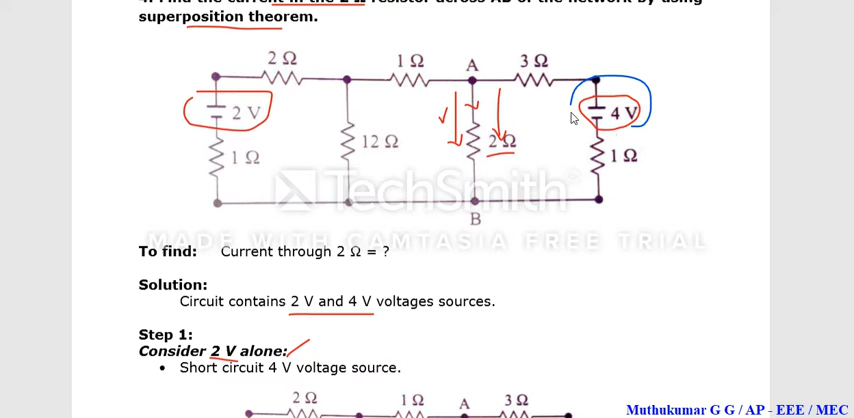 superposition theorem.
2 Ω
1 Ω
A
3 Ω
2 V
4 V
12 Ω
2 Ω
1 Ω
1 Ω
TechSmith
B
MADE WITH CAMTASIA FREE TRIAL
To find: Current through 2 Ω = ?
Solution:
Circuit contains 2 V and 4 V voltages sources.
Step 1:
Consider 2 V alone:
• Short circuit 4 V voltage source.
2 Ω
1 Ω
A
3 Ω
Muthukumar G G / AP - EEE / MEC